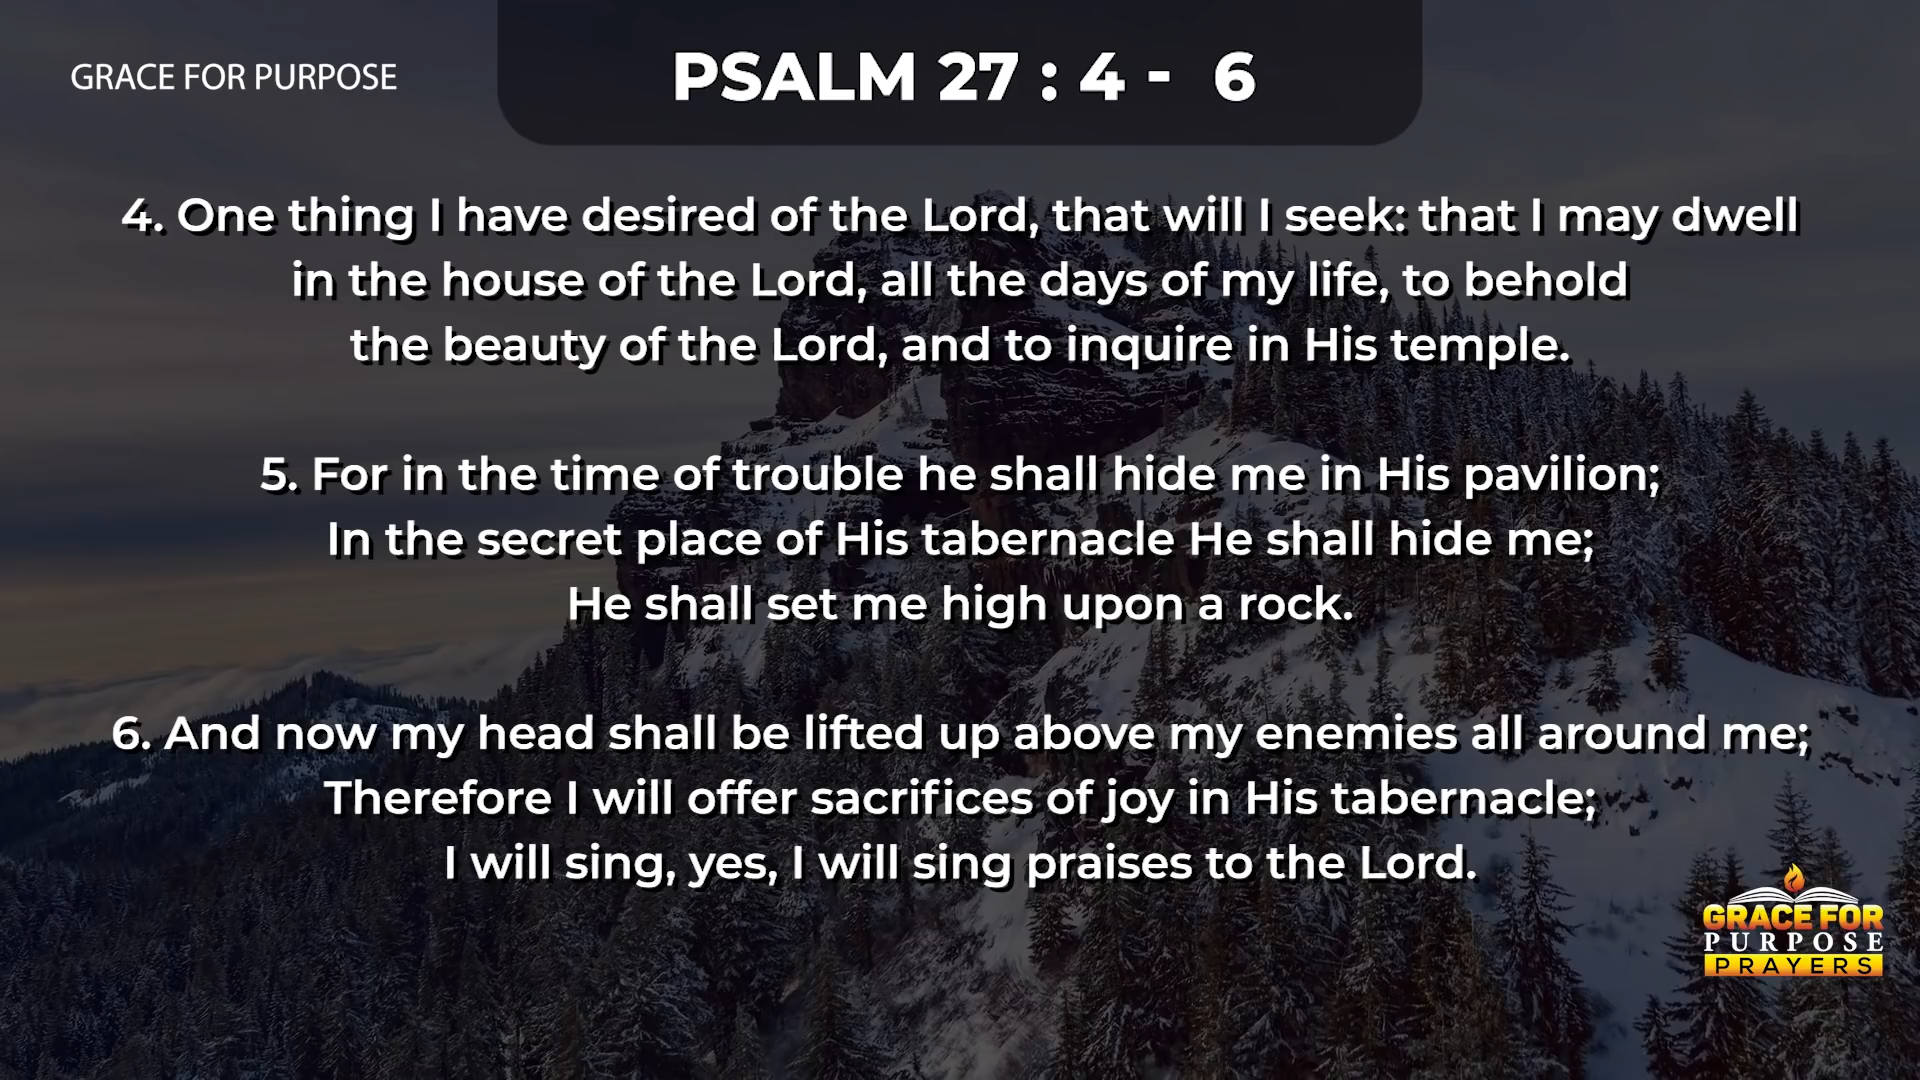 GRACE FOR PURPOSE
PSALM 27 : 4 - 6
4. One thing I have desired of the Lord, that will I seek: that I may dwell
in the house of the Lord, all the days of my life, to behold
the beauty of the Lord, and to inquire in His temple.
5. For in the time of trouble he shall hide me in His pavilion;
In the secret place of His tabernacle He shall hide me;
He shall set me high upon a rock.
6. And now my head shall be lifted up above my enemies all around me;
Therefore I will offer sacrifices of joy in His tabernacle;
I will sing, yes, I will sing praises to the Lord.
GRACE FOR
PURPOSE
PRAYERS